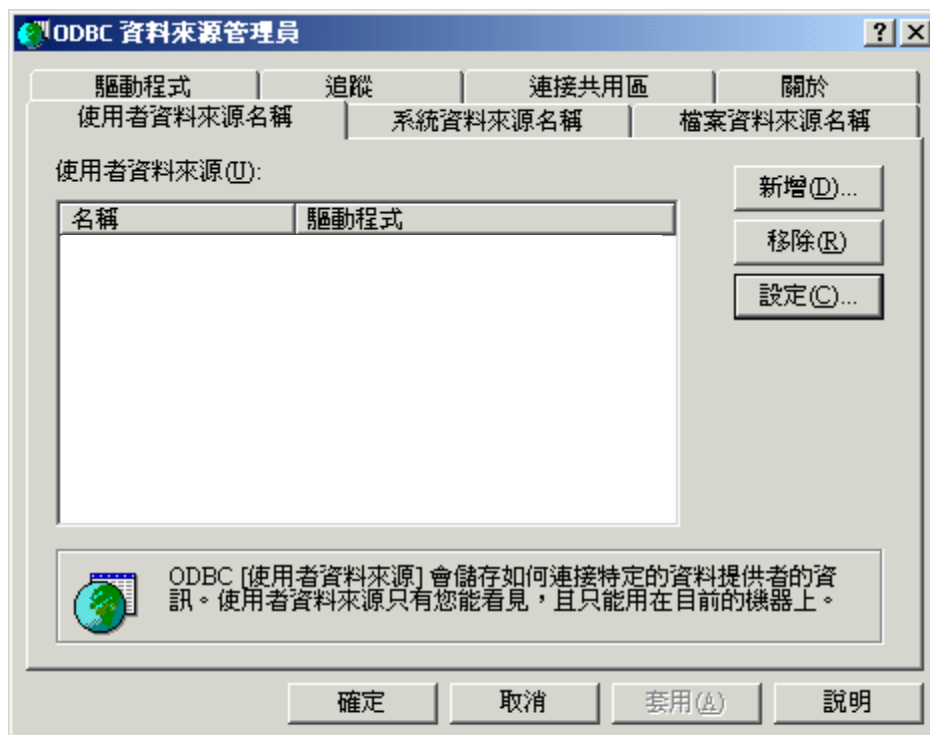 ODBC 資料來源管理員
驅動程式
追蹤
連接共用區
關於
使用者資料來源名稱
系統資料來源名稱
檔案資料來源名稱
使用者資料來源(U):
名稱
驅動程式
新增(D)...
移除(R)
設定(C)...
ODBC [使用者資料來源] 會儲存如何連接特定的資料提供者的資
訊。使用者資料來源只有您能看見，且只能用在目前的機器上。
確定
取消
套用(A)
說明